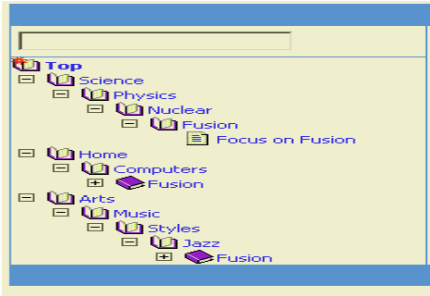 Top
Science
Physics
Nuclear
Fusion
Focus on Fusion
Home
Computers
Fusion
Arts
Music
Styles
Jazz
Fusion